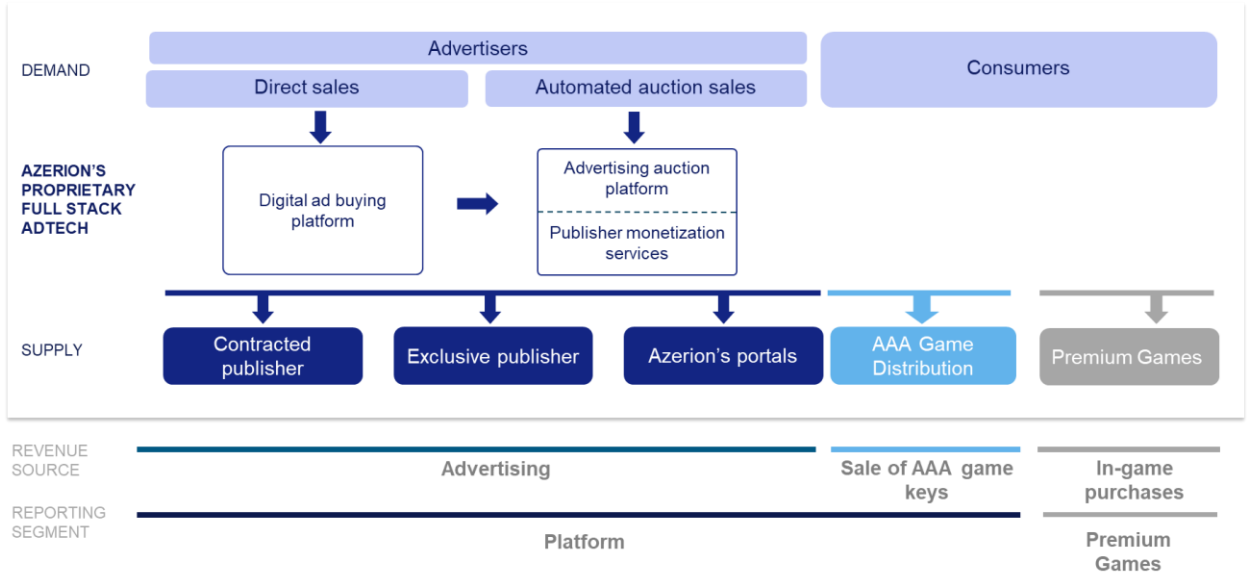 Advertisers
DEMAND
Consumers
Direct sales
Automated auction sales
AZERION'S
PROPRIETARY
FULL STACK
ADTECH
Digital ad buying
platform
Advertising auction
platform
Publisher monetization
services
SUPPLY
Contracted
publisher
Exclusive publisher
Azerion's portals
AAA Game
Distribution
Premium Games
REVENUE
SOURCE
Advertising
Sale of AAA game
keys
In-game
purchases
REPORTING
SEGMENT
Platform
Premium
Games